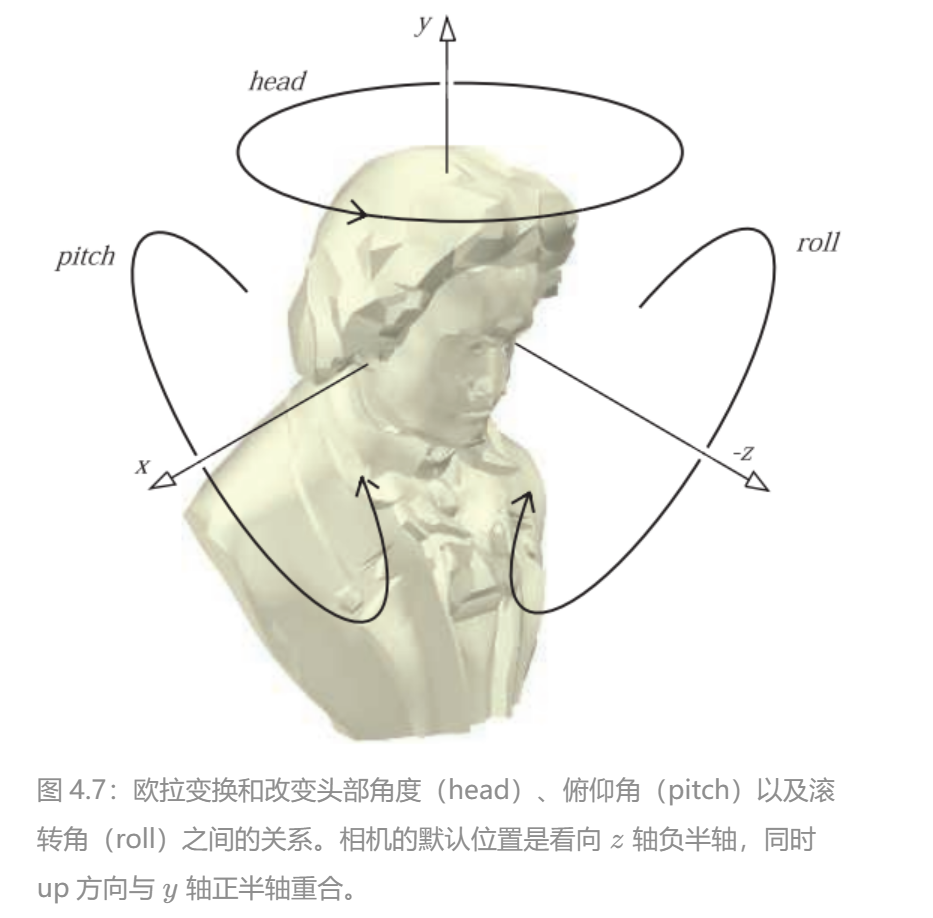 y
head
pitch
roll
x
-z
图 4.7：欧拉变换和改变头部角度（head）、俯仰角（pitch）以及滚
转角（roll）之间的关系。相机的默认位置是看向 z 轴负半轴，同时
up 方向与 y 轴正半轴重合。